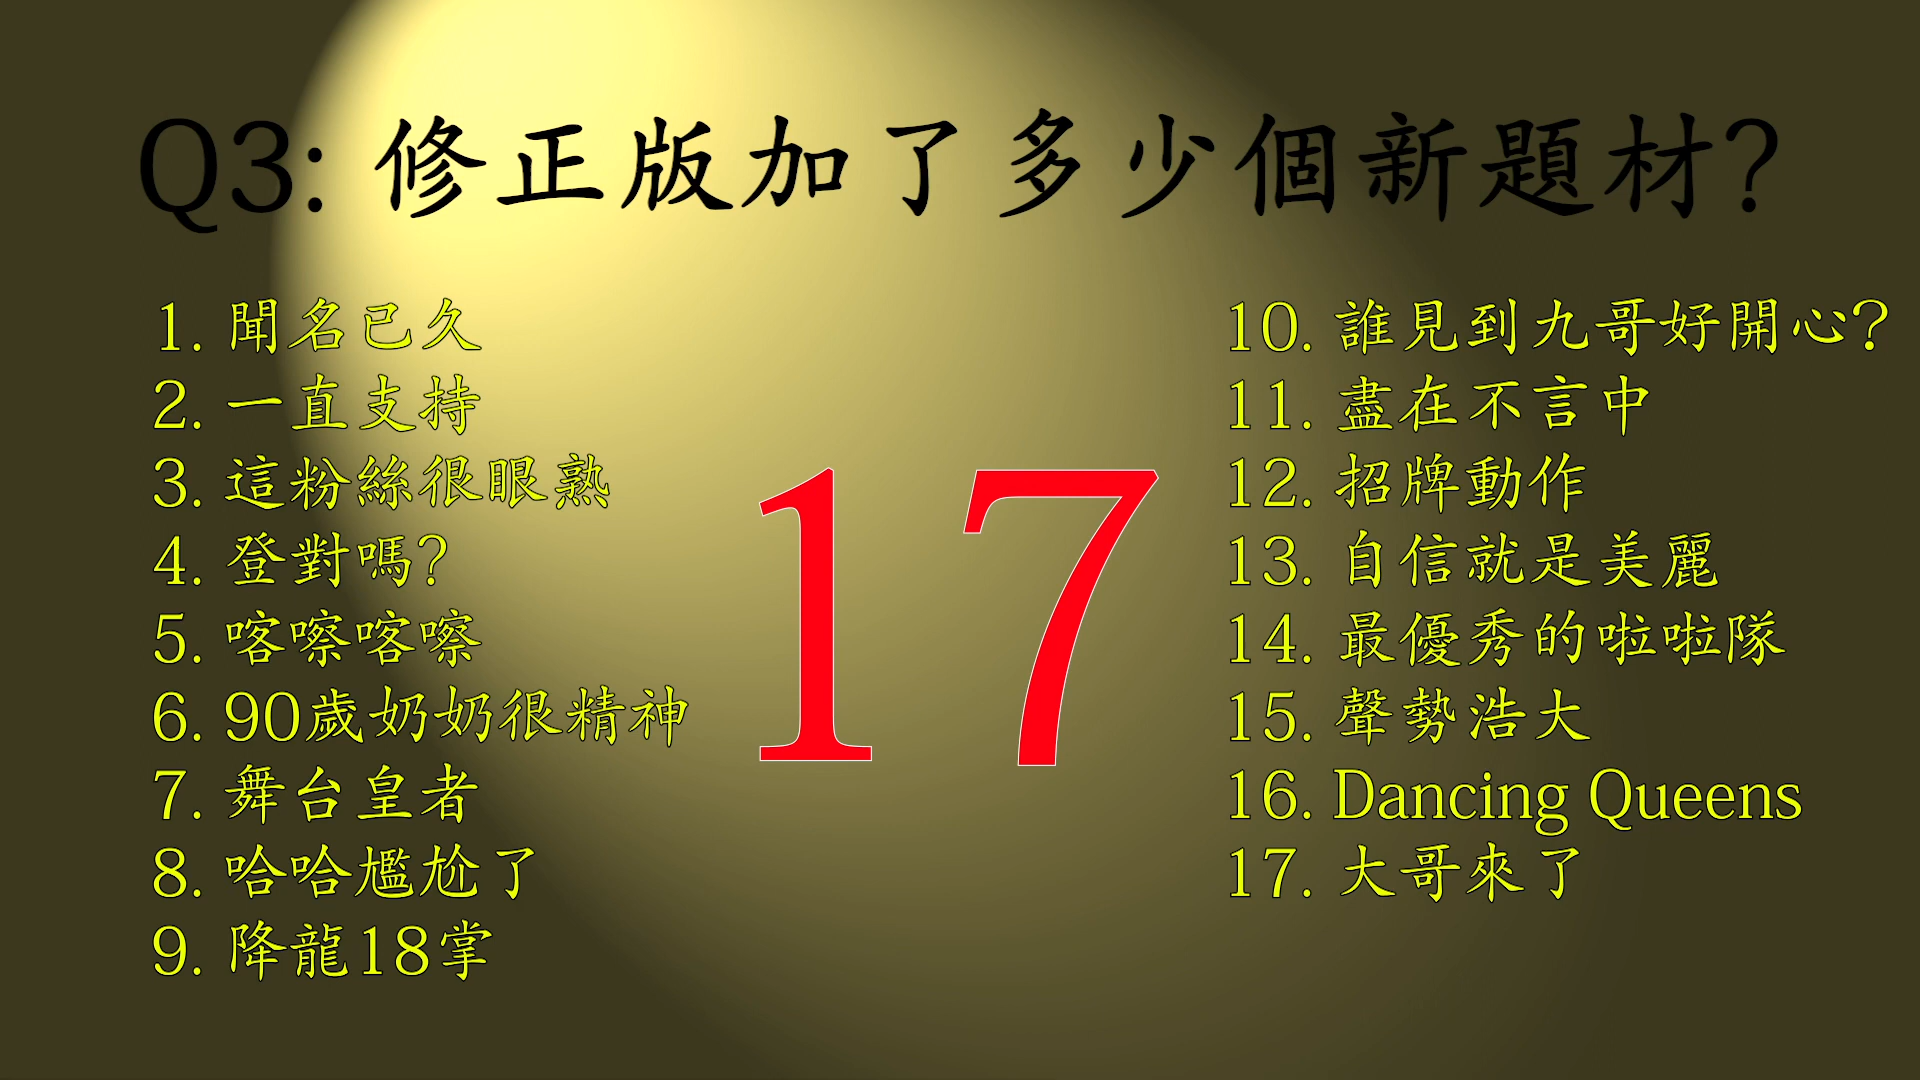 Q3: 修正版加了多少個新題材?
1. 聞名已久
2. 一直支持
3. 這粉絲很眼熟
4. 登對嗎?
5. 喀嚓喀嚓
6. 90歲奶奶很精神
7. 舞台皇者
8. 哈哈尷尬了
9. 降龍18掌
17
10. 誰見到九哥好開心?
11. 盡在不言中
12. 招牌動作
13. 自信就是美麗
14. 最優秀的啦啦隊
15. 聲勢浩大
16. Dancing Queens
17. 大哥來了